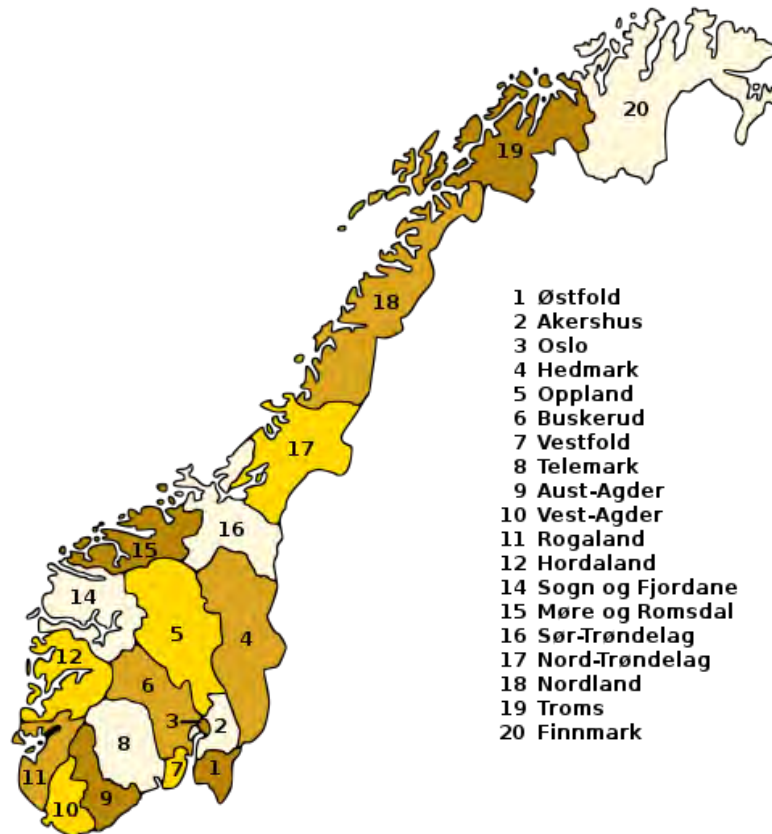 20
19
18
17
16
15
14
12
5
4
6
3
2
8
7
1
11
10
9
1 Østfold
2 Akershus
3 Oslo
4 Hedmark
5 Oppland
6 Buskerud
7 Vestfold
8 Telemark
9 Aust-Agder
10 Vest-Agder
11 Rogaland
12 Hordaland
14 Sogn og Fjordane
15 Møre og Romsdal
16 Sør-Trøndelag
17 Nord-Trøndelag
18 Nordland
19 Troms
20 Finnmark